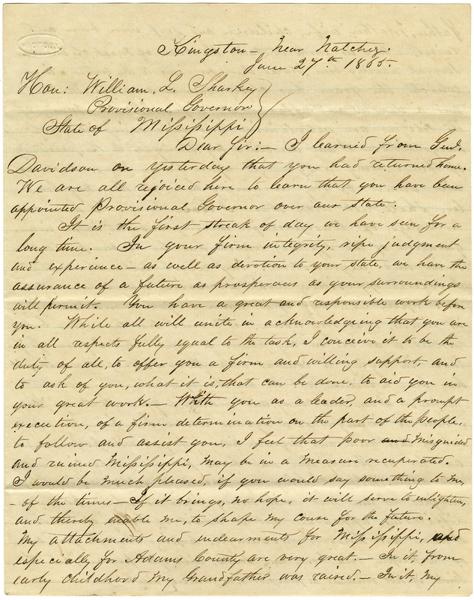 Kingston—, Near Natchez.
June 27th 1865.
Hon: William, L. Sharkey
Provisional Governor
State of Mississippi
Dear Sir:— I learned from Genl.
Davidson on yesterday that you had returned home.
We are all rejoiced here to learn that you have been
appointed Provisional Governor over our state.
It is the first streak of day we have seen for a
long time. In your firm integrity, ripe judgment
and experience — as well as devotion to your state, we have the
assurance of a future as prosperous as your surroundings
will permit. You have a great and responsible work before
you. While all will unite in acknowledging that you are
in all respects fully equal to the task, I conceive it to be the
duty of all, to offer you a firm and willing support, and
to ask of you, what it is, that can be done, to aid you in
your great work.— With you as a leader, and a prompt
execution, of a firm determination on the part of the people,
to follow and assist you, I feel that poor and misguided
and ruined Mississippi, may be in a measure recuperated.
I would be much pleased, if you would say something to me,
— of the times — If it brings, no hope, it will serve to enlighten,
and thereby enable me, to shape my course for the future.
My attachments and endearments for Mississippi, and
especially for Adams County are very great.— In it, from
early childhood my Grandfather was raised.— In it, my